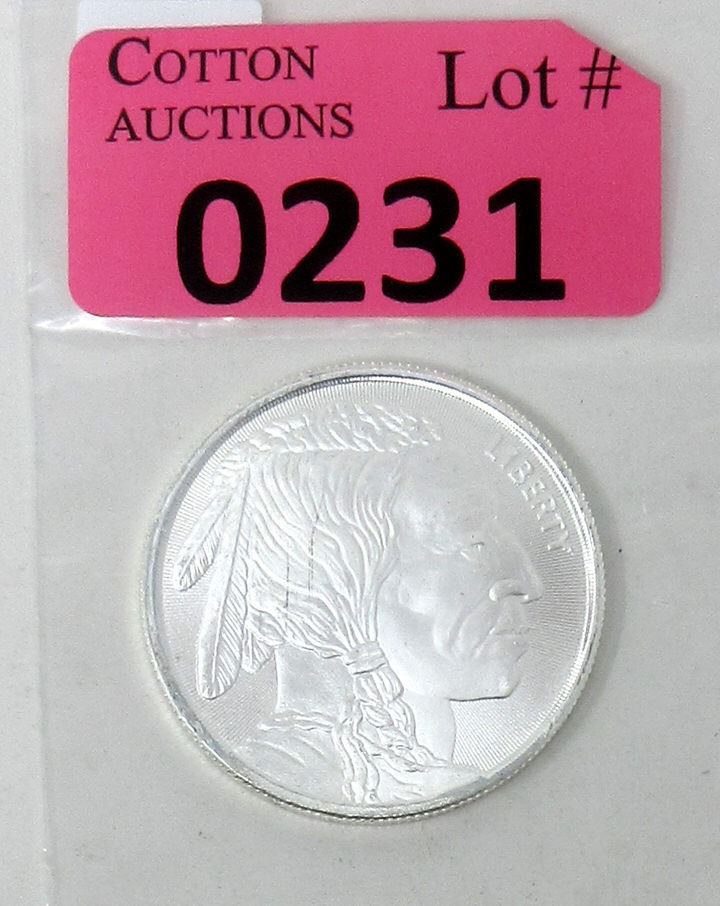 COTTON
AUCTIONS
Lot #
0231
LIBERTY